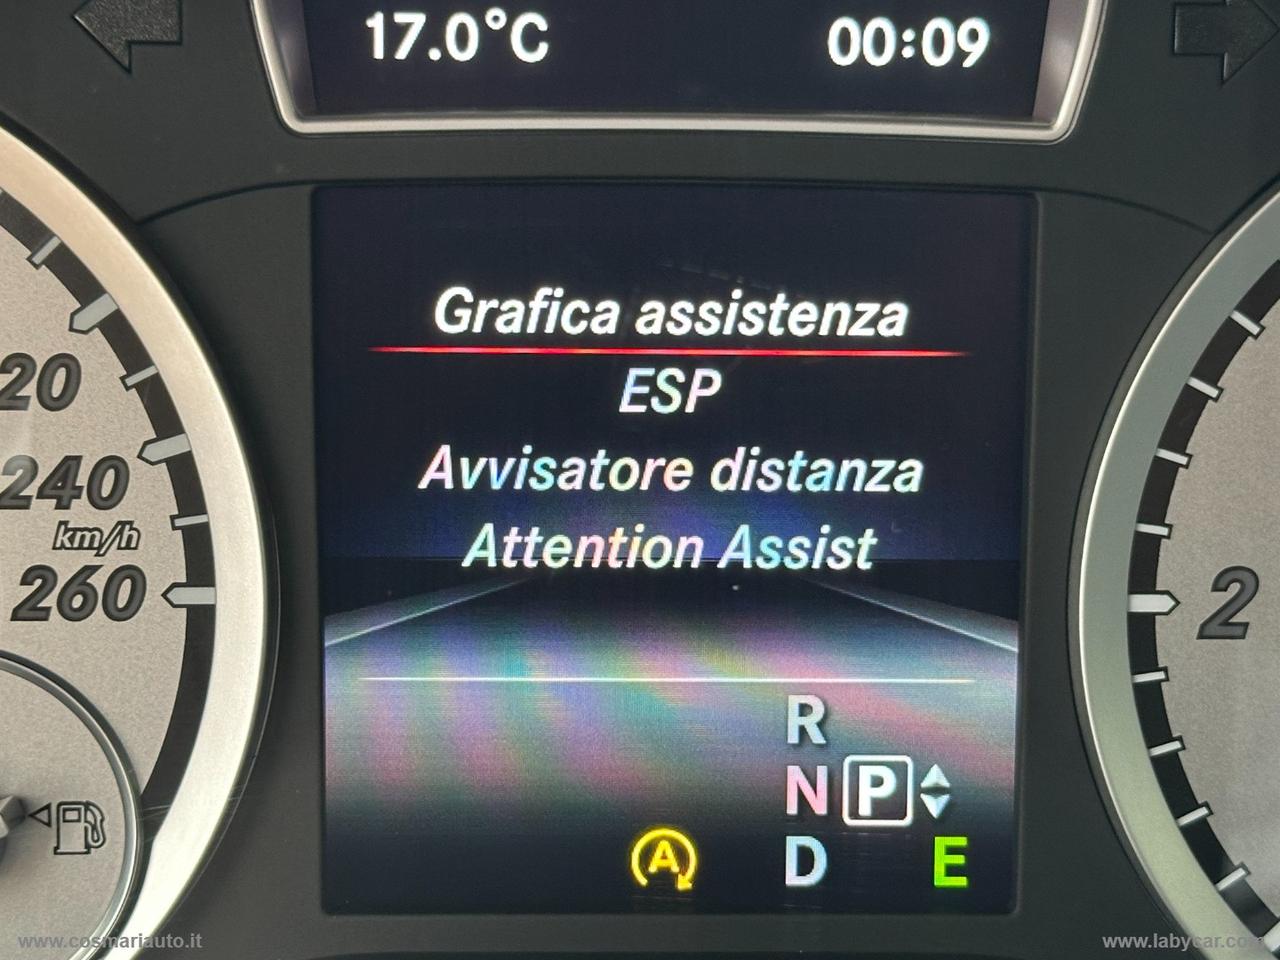 17.0°C 00:09
Grafica assistenza
ESP
Avvisatore distanza
Attention Assist
20
240
km/h
260
2
R
N P
A D E
www.cosmariauto.it
www.labycar.com